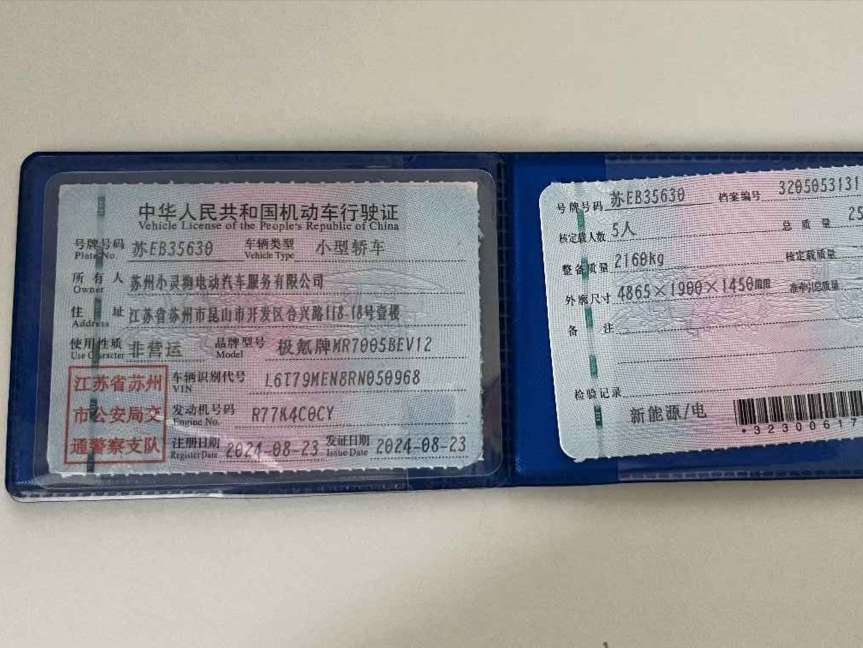 中华人民共和国机动车行驶证
Vehicle License of the People's Republic of China
号牌号码 苏EB35630 车辆类型 小型轿车
Plate No. Vehicle Type
所有人 苏州小灵狗电动汽车服务有限公司
Owner
住址 江苏省苏州市昆山市开发区合兴路118-18号壹楼
Address
使用性质 非营运 品牌型号 极氪牌MR7005BEV12
Use Character Model
江苏省苏州
市公安局交
通警察支队
车辆识别代号 L6T79MEN8RN050968
VIN
发动机号码 R77K4C0CY
Engine No.
注册日期 2024-08-23 发证日期 2024-08-23
Register Date Issue Date
号牌号码 苏EB35630 档案编号 3205053131
核定载人数 5人 总质量 25
整备质量 2160kg 核定载质量
外廓尺寸 4865×1900×1450mm 准牵引总质量
备注
检验记录
新能源/电
*32300617